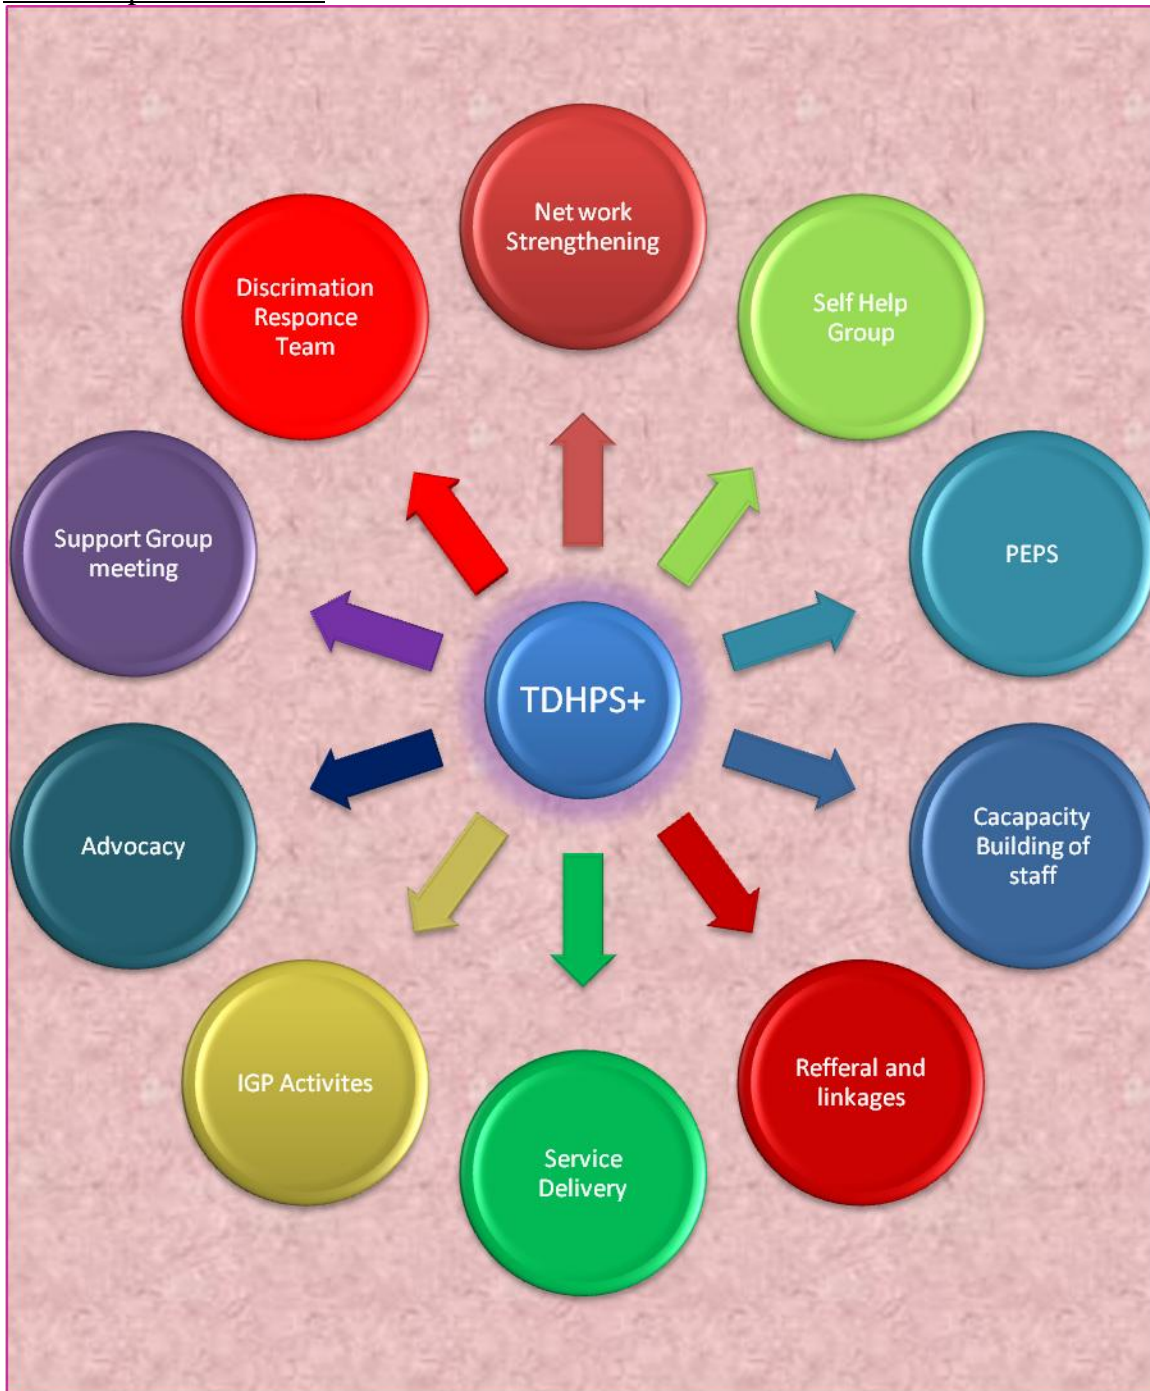 Net work
Strengthening
Discrimation
Responce
Team
Self Help
Group
Support Group
meeting
PEPS
TDHPS+
Advocacy
Cacapacity
Building of
staff
IGP Activites
Refferal and
linkages
Service
Delivery